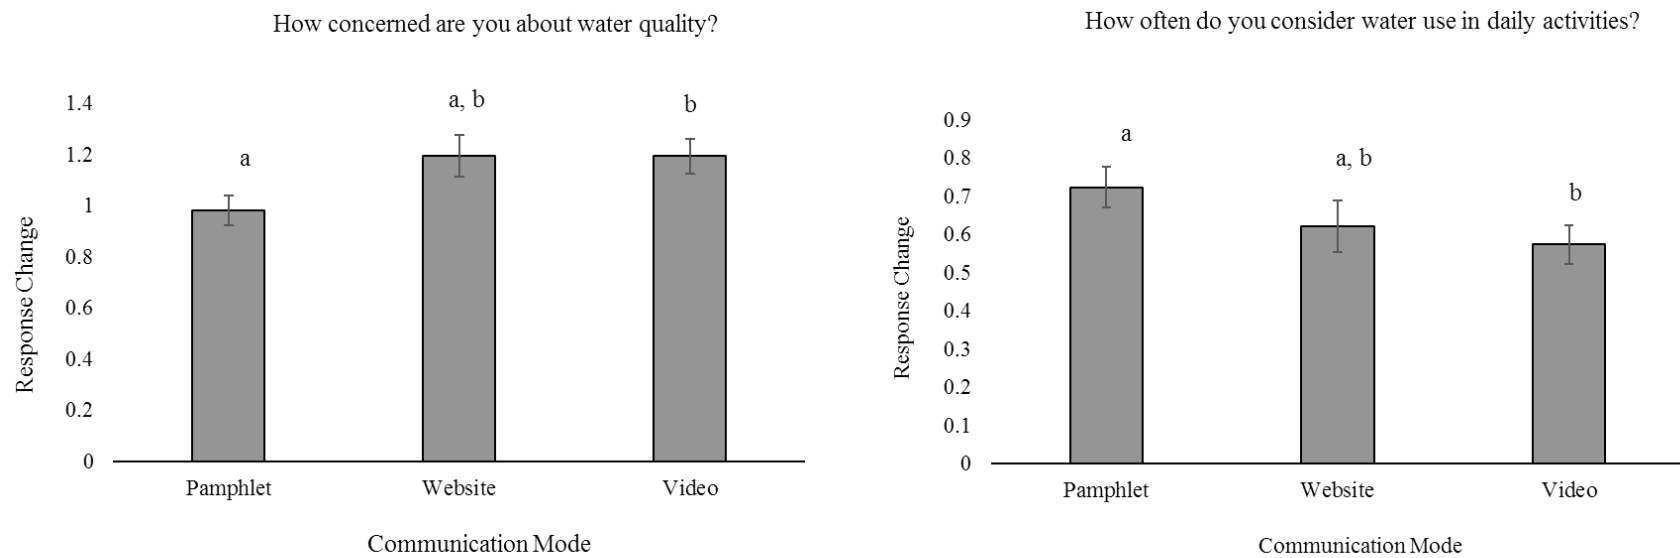 How concerned are you about water quality?
1.4
1.2
1
0.8
0.6
0.4
0.2
0
Response Change
a
a, b
b
Pamphlet
Website
Video
Communication Mode
How often do you consider water use in daily activities?
0.9
0.8
0.7
0.6
0.5
0.4
0.3
0.2
0.1
0
Response Change
a
a, b
b
Pamphlet
Website
Video
Communication Mode